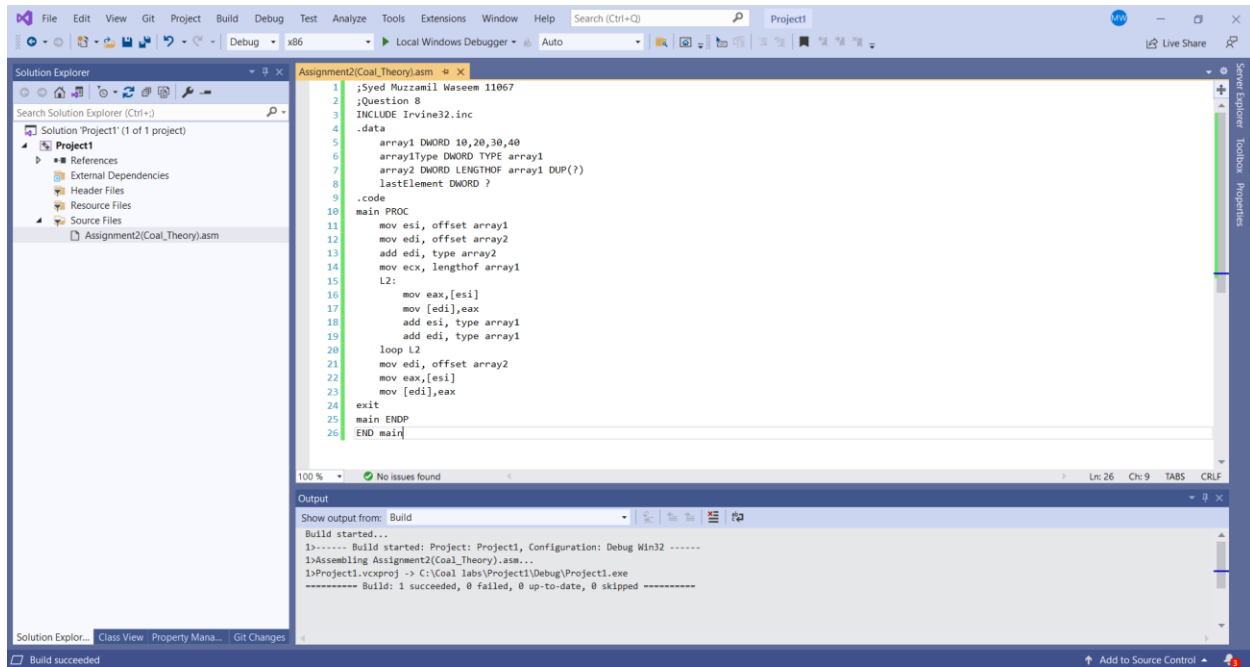 File Edit View Git Project Build Debug Test Analyze Tools Extensions Window Help Search (Ctrl+Q) Project1 MW
Debug x86 Local Windows Debugger Auto Live Share
Solution Explorer
Search Solution Explorer (Ctrl+;)
Solution 'Project1' (1 of 1 project)
Project1
References
External Dependencies
Header Files
Resource Files
Source Files
Assignment2(Coal_Theory).asm
Solution Explor... Class View Property Mana... Git Changes
Assignment2(Coal_Theory).asm
1 ;Syed Muzzamil Waseem 11067
2 ;Question 8
3 INCLUDE Irvine32.inc
4 .data
5 array1 DWORD 10,20,30,40
6 array1Type DWORD TYPE array1
7 array2 DWORD LENGTHOF array1 DUP(?)
8 lastElement DWORD ?
9 .code
10 main PROC
11 mov esi, offset array1
12 mov edi, offset array2
13 add edi, type array2
14 mov ecx, lengthof array1
15 L2:
16 mov eax,[esi]
17 mov [edi],eax
18 add esi, type array1
19 add edi, type array1
20 loop L2
21 mov edi, offset array2
22 mov eax,[esi]
23 mov [edi],eax
24 exit
25 main ENDP
26 END main
100 % No issues found Ln: 26 Ch: 9 TABS CRLF
Output
Show output from: Build
Build started...
1>------ Build started: Project: Project1, Configuration: Debug Win32 ------
1>Assembling Assignment2(Coal_Theory).asm...
1>Project1.vcxproj -> C:\Coal labs\Project1\Debug\Project1.exe
========== Build: 1 succeeded, 0 failed, 0 up-to-date, 0 skipped ==========
Server Explorer
Toolbox
Properties
Build succeeded Add to Source Control 3